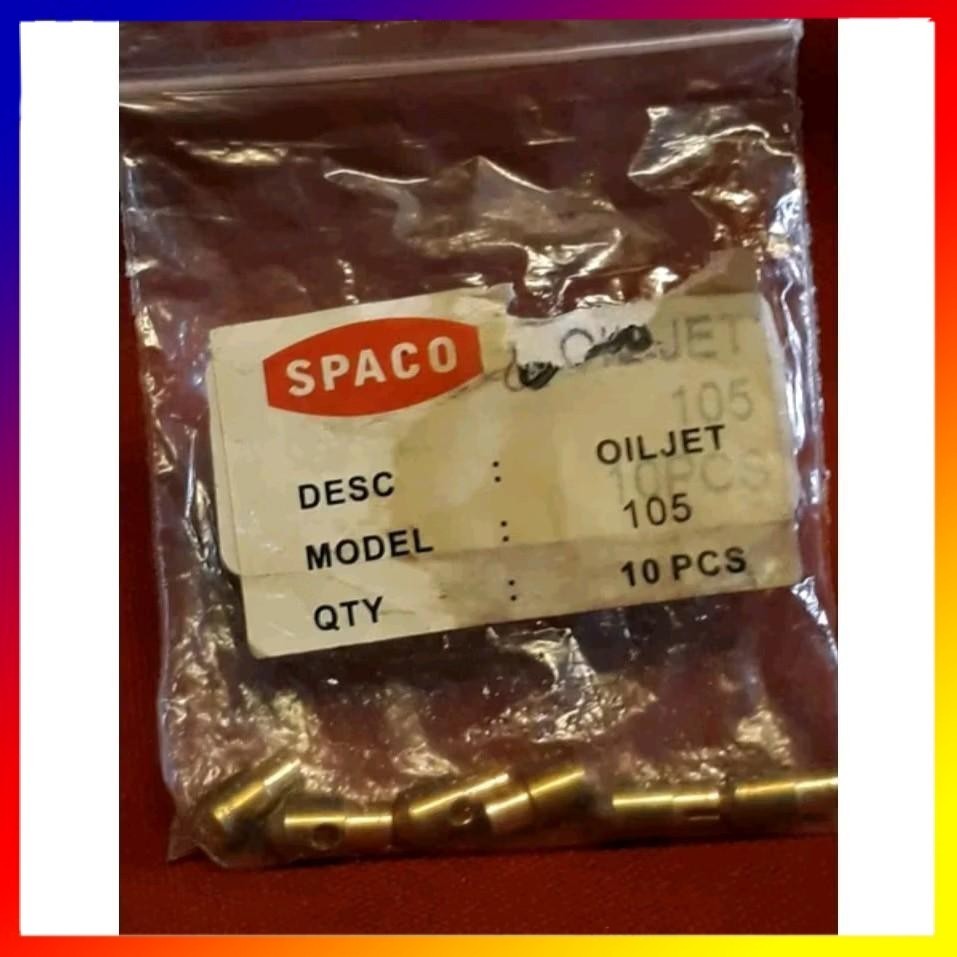 SPACO
OILJET
105
10PCS
DESC : OILJET
MODEL : 105
QTY : 10 PCS